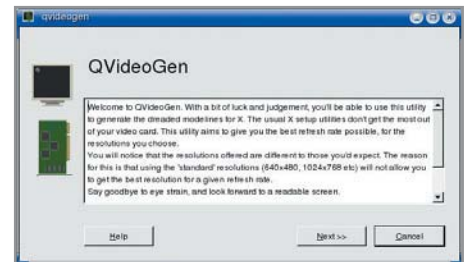 qvideogen
QVideoGen
Welcome to QVideoGen. With a bit of luck and judgement, you'll be able to use this utility
to generate the dreaded modelines for X. The usual X setup utilities don't get the most out
of your video card. This utility aims to give you the best refresh rate possible, for the
resolutions you choose.
You will notice that the resolutions offered are different to those you'd expect. The reason
for this is that using the 'standard' resolutions (640x480, 1024x768 etc) will not allow you
to get the best resolution for a given refresh rate.
Say goodbye to eye strain, and look forward to a readable screen.
Help
Next >>
Cancel